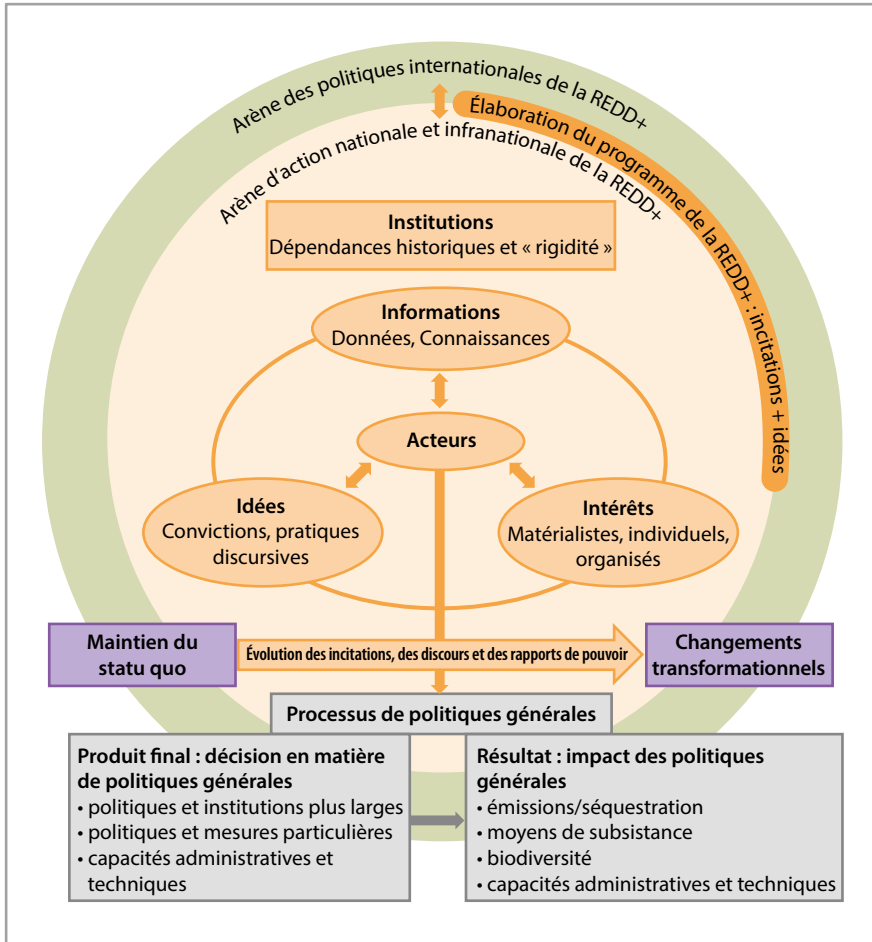 Arène des politiques internationales de la REDD+
Élaboration du programme de la REDD+ : incitations + idées
Arène d'action nationale et infranationale de la REDD+
Institutions
Dépendances historiques et « rigidité »
Informations
Données, Connaissances
Acteurs
Idées
Convictions, pratiques
discursives
Intérêts
Matérialistes, individuels,
organisés
Maintien du
statu quo
Évolution des incitations, des discours et des rapports de pouvoir
Changements
transformationnels
Processus de politiques générales
Produit final : décision en matière
de politiques générales
• politiques et institutions plus larges
• politiques et mesures particulières
• capacités administratives et
techniques
Résultat : impact des politiques
générales
• émissions/séquestration
• moyens de subsistance
• biodiversité
• capacités administratives et techniques